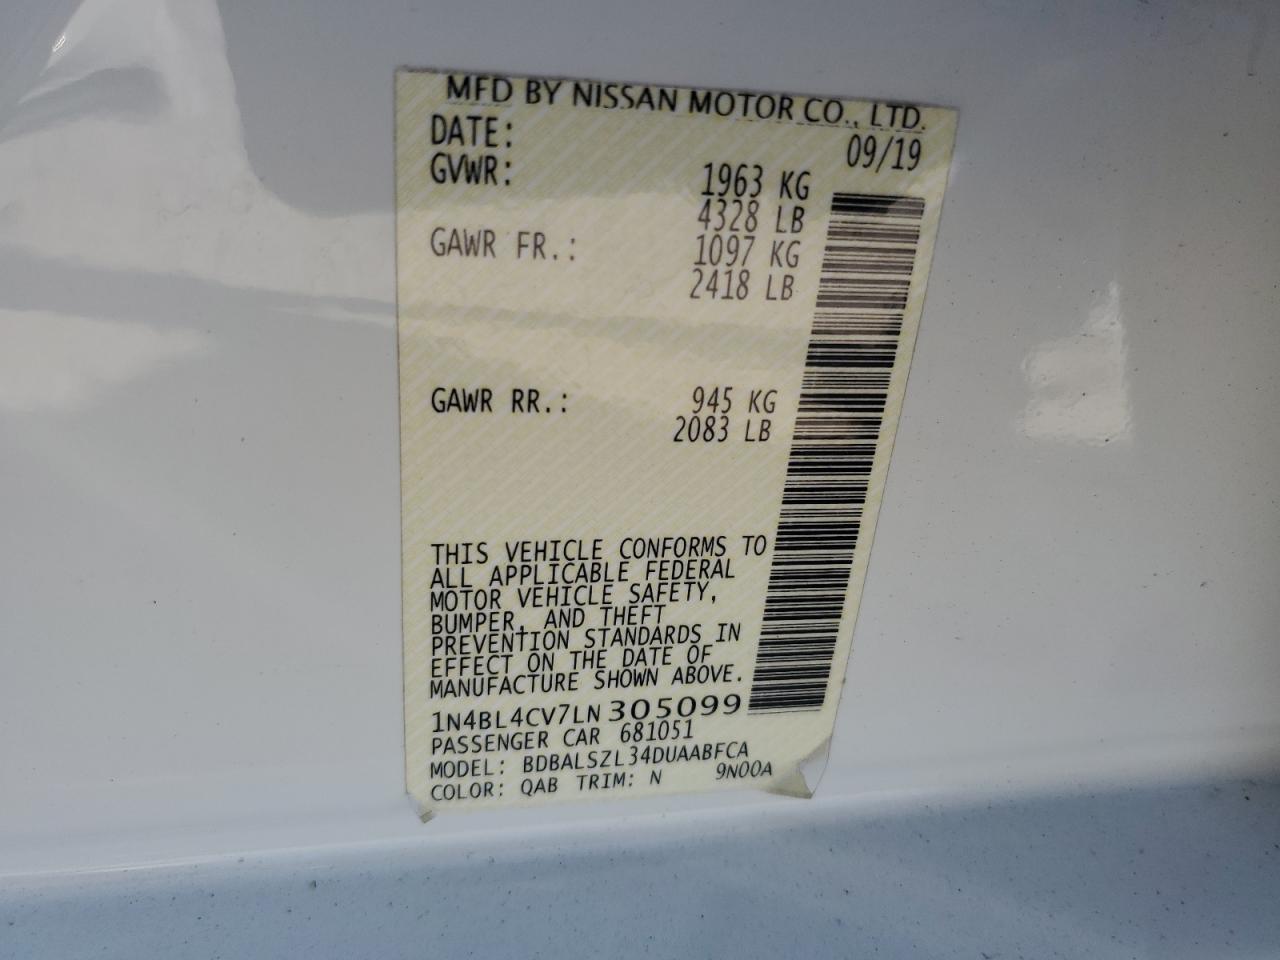 MFD BY NISSAN MOTOR CO., LTD.
DATE: 09/19
GVWR: 1963 KG
4328 LB
GAWR FR.: 1097 KG
2418 LB
GAWR RR.: 945 KG
2083 LB
THIS VEHICLE CONFORMS TO
ALL APPLICABLE FEDERAL
MOTOR VEHICLE SAFETY,
BUMPER, AND THEFT
PREVENTION STANDARDS IN
EFFECT ON THE DATE OF
MANUFACTURE SHOWN ABOVE.
1N4BL4CV7LN305099
PASSENGER CAR 681051
MODEL: BDBALSZL34DUAABFCA
COLOR: QAB TRIM: N 9N00A